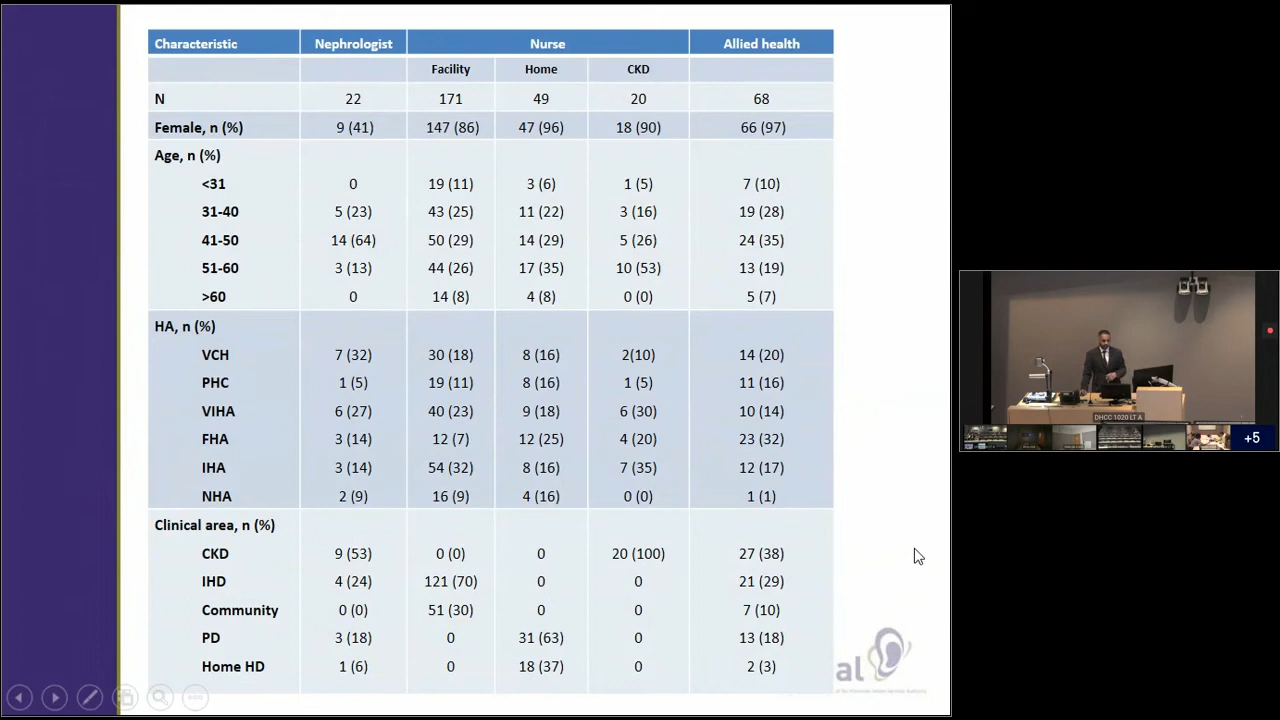 Characteristic Nephrologist Nurse Allied health
Facility Home CKD
N 22 171 49 20 68
Female, n (%) 9 (41) 147 (86) 47 (96) 18 (90) 66 (97)
Age, n (%)
<31 0 19 (11) 3 (6) 1 (5) 7 (10)
31-40 5 (23) 43 (25) 11 (22) 3 (16) 19 (28)
41-50 14 (64) 50 (29) 14 (29) 5 (26) 24 (35)
51-60 3 (13) 44 (26) 17 (35) 10 (53) 13 (19)
>60 0 14 (8) 4 (8) 0 (0) 5 (7)
HA, n (%)
VCH 7 (32) 30 (18) 8 (16) 2(10) 14 (20)
PHC 1 (5) 19 (11) 8 (16) 1 (5) 11 (16)
VIHA 6 (27) 40 (23) 9 (18) 6 (30) 10 (14)
FHA 3 (14) 12 (7) 12 (25) 4 (20) 23 (32)
IHA 3 (14) 54 (32) 8 (16) 7 (35) 12 (17)
NHA 2 (9) 16 (9) 4 (16) 0 (0) 1 (1)
Clinical area, n (%)
CKD 9 (53) 0 (0) 0 20 (100) 27 (38)
IHD 4 (24) 121 (70) 0 0 21 (29)
Community 0 (0) 51 (30) 0 0 7 (10)
PD 3 (18) 0 31 (63) 0 13 (18)
Home HD 1 (6) 0 18 (37) 0 2 (3)
al
DHCC 1020 LT A
+5